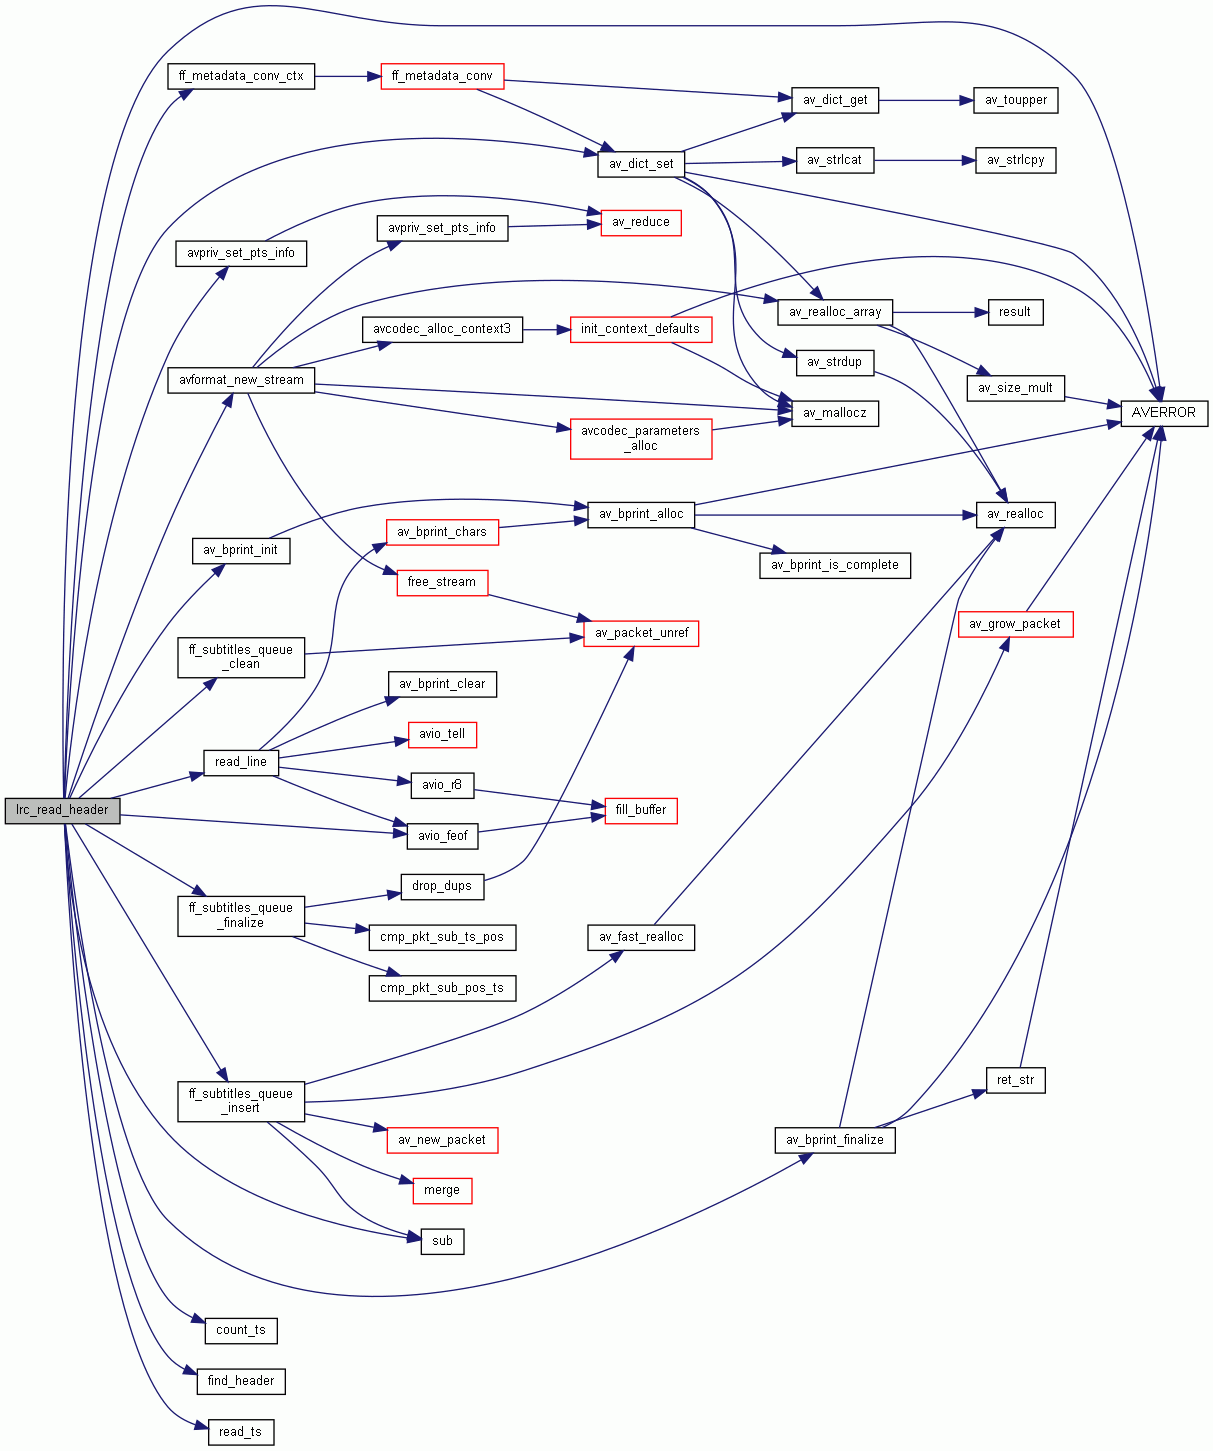 ff_metadata_conv_ctx
ff_metadata_conv
av_dict_get
av_toupper
av_dict_set
av_strlcat
av_strlcpy
avpriv_set_pts_info
avpriv_set_pts_info
av_reduce
av_realloc_array
result
avcodec_alloc_context3
init_context_defaults
av_strdup
avformat_new_stream
av_size_mult
av_mallocz
AVERROR
avcodec_parameters
_alloc
av_bprint_chars
av_bprint_alloc
av_realloc
av_bprint_init
av_bprint_is_complete
free_stream
av_grow_packet
av_packet_unref
ff_subtitles_queue
_clean
av_bprint_clear
avio_tell
read_line
avio_r8
fill_buffer
lrc_read_header
avio_feof
drop_dups
ff_subtitles_queue
_finalize
cmp_pkt_sub_ts_pos
av_fast_realloc
cmp_pkt_sub_pos_ts
ff_subtitles_queue
_insert
ret_str
av_new_packet
av_bprint_finalize
merge
sub
count_ts
find_header
read_ts